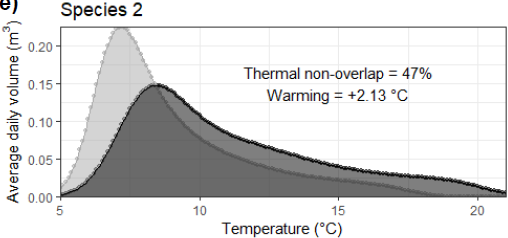 e)
Species 2
Average daily volume (m³)
0.20
0.15
0.10
0.05
0.00
Thermal non-overlap = 47%
Warming = +2.13 °C
5
10
15
20
Temperature (°C)